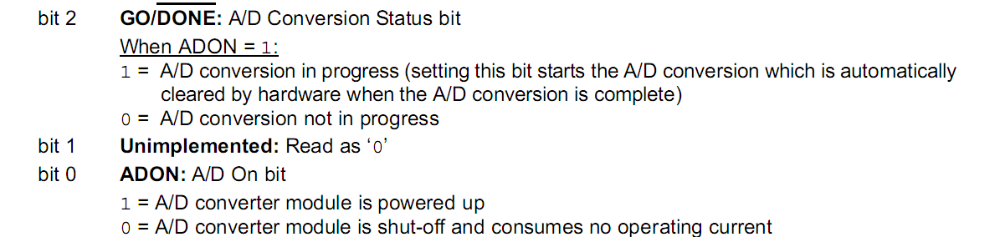 bit 2 GO/DONE: A/D Conversion Status bit
When ADON = 1:
1 = A/D conversion in progress (setting this bit starts the A/D conversion which is automatically
cleared by hardware when the A/D conversion is complete)
0 = A/D conversion not in progress
bit 1 Unimplemented: Read as ‘0’
bit 0 ADON: A/D On bit
1 = A/D converter module is powered up
0 = A/D converter module is shut-off and consumes no operating current